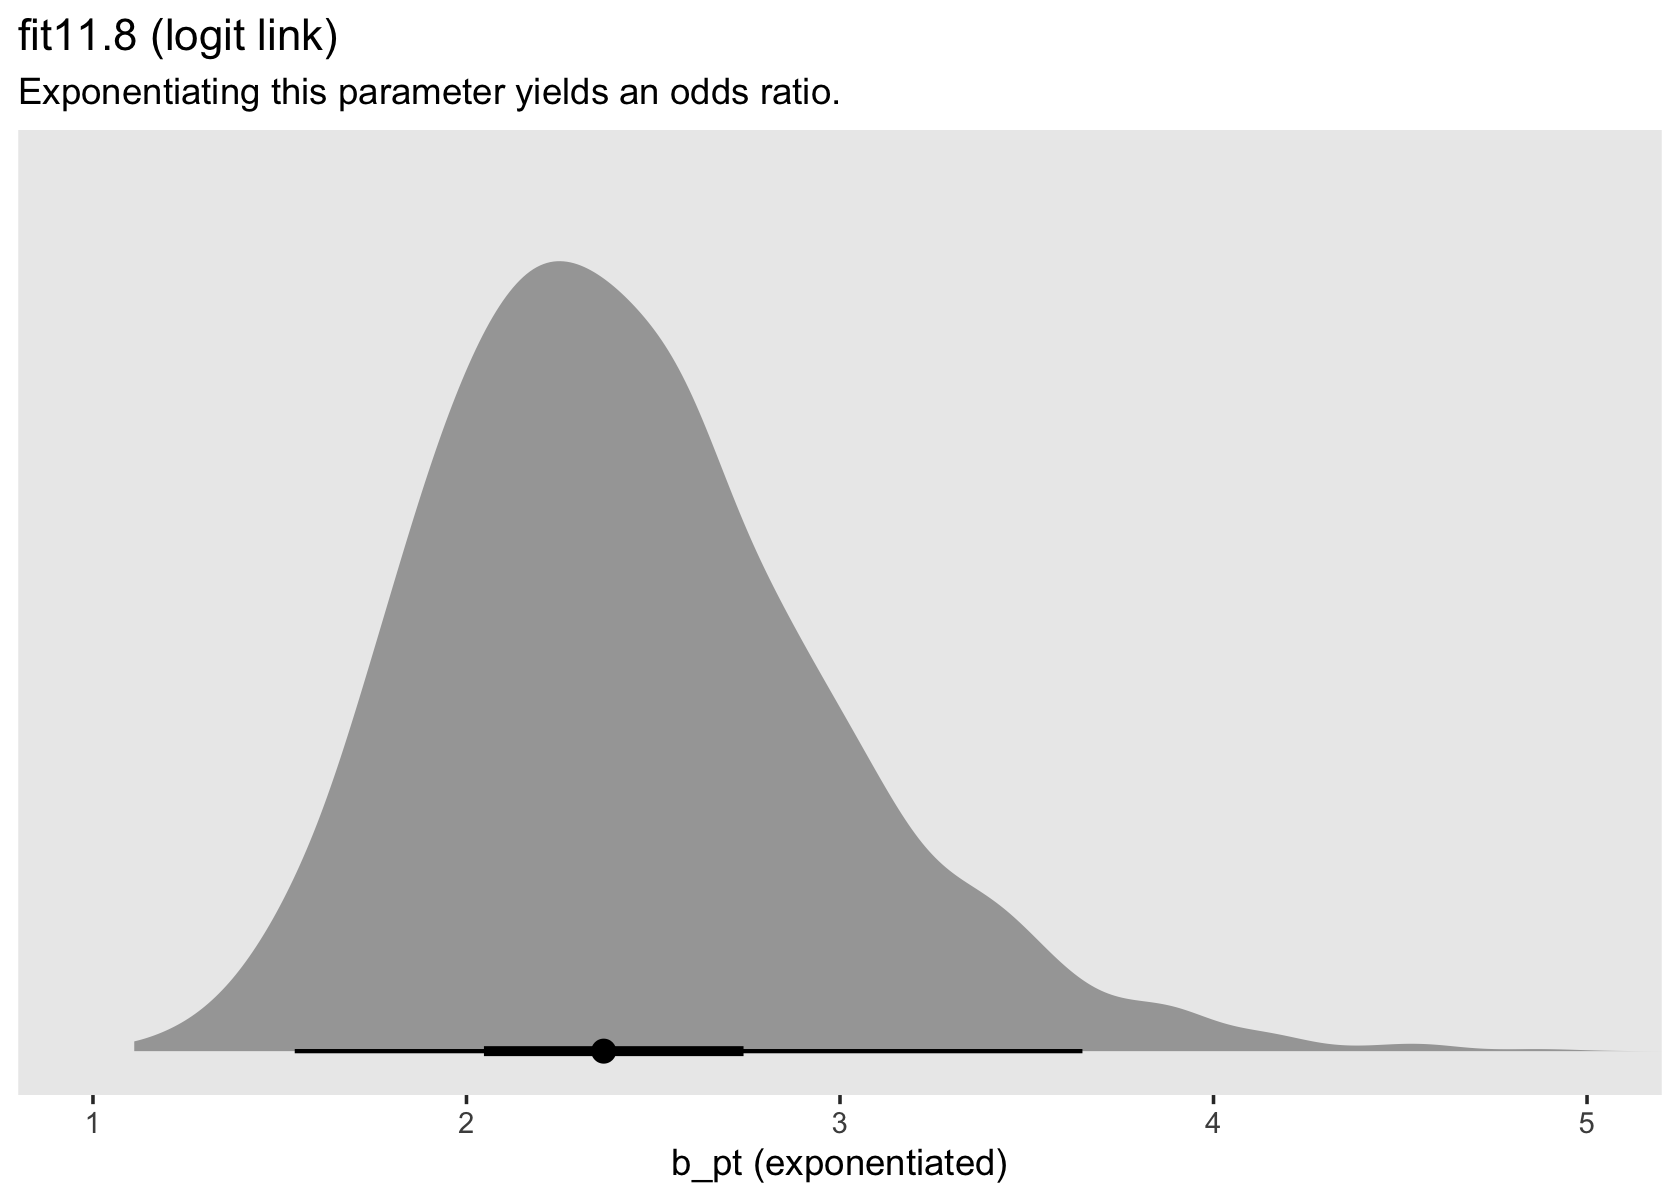 fit11.8 (logit link)
Exponentiating this parameter yields an odds ratio.
1 2 3 4 5
b_pt (exponentiated)